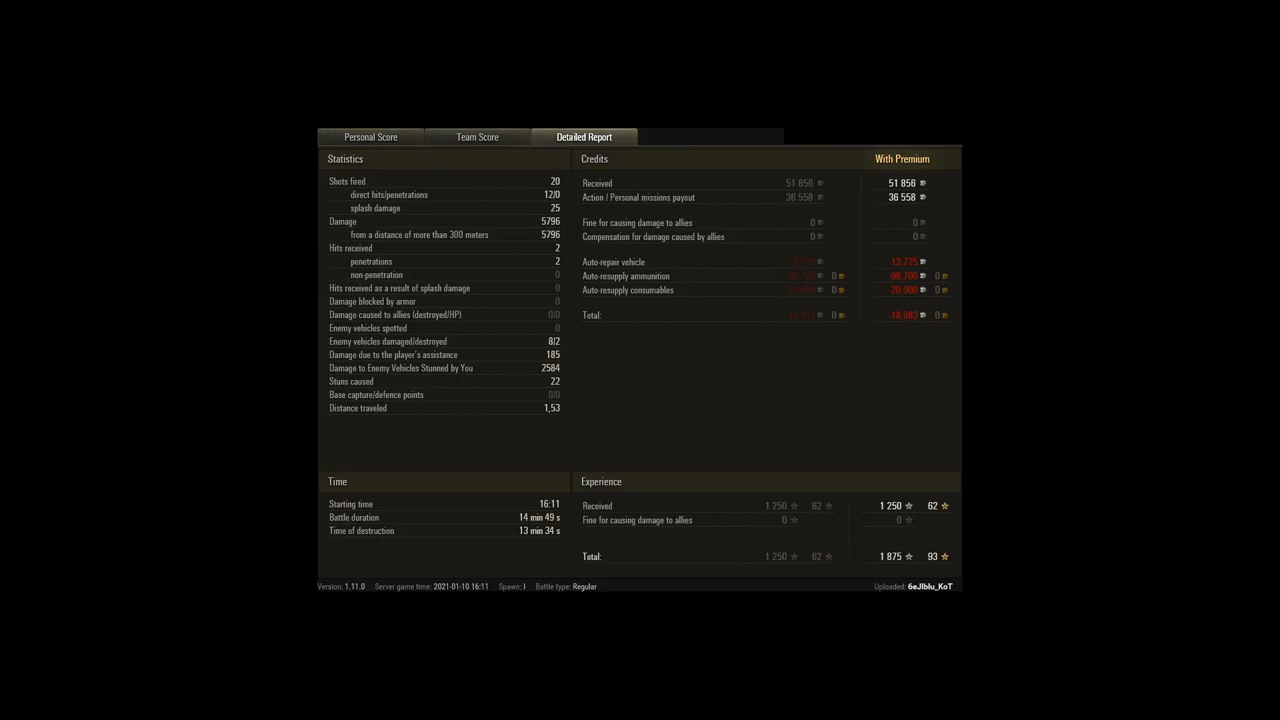 Personal Score Team Score Detailed Report
Statistics
Shots fired 20
direct hits/penetrations 12/0
splash damage 25
Damage 5796
from a distance of more than 300 meters 5796
Hits received 2
penetrations 2
non-penetration 0
Hits received as a result of splash damage 0
Damage blocked by armor 0
Damage caused to allies (destroyed/HP) 0/0
Enemy vehicles spotted 0
Enemy vehicles damaged/destroyed 8/2
Damage due to the player's assistance 185
Damage to Enemy Vehicles Stunned by You 2584
Stuns caused 22
Base capture/defence points 0/0
Distance traveled 1,53
Credits With Premium
Received 51 856 51 856
Action / Personal missions payout 36 558 36 558
Fine for causing damage to allies 0 0
Compensation for damage caused by allies 0 0
Auto-repair vehicle -13,725
Auto-resupply ammunition 0 0
Auto-resupply consumables 0 -20,000 0
Total: 0 0
Time
Starting time 16:11
Battle duration 14 min 49 s
Time of destruction 13 min 34 s
Experience
Received 1 250 62 1 250 62
Fine for causing damage to allies 0 0
Total: 1 250 62 1 875 93
Version: 1.11.0 Server game time: 2021-01-10 16:11 Spawn: I Battle type: Regular Uploaded: 6eJIbIu_KoT